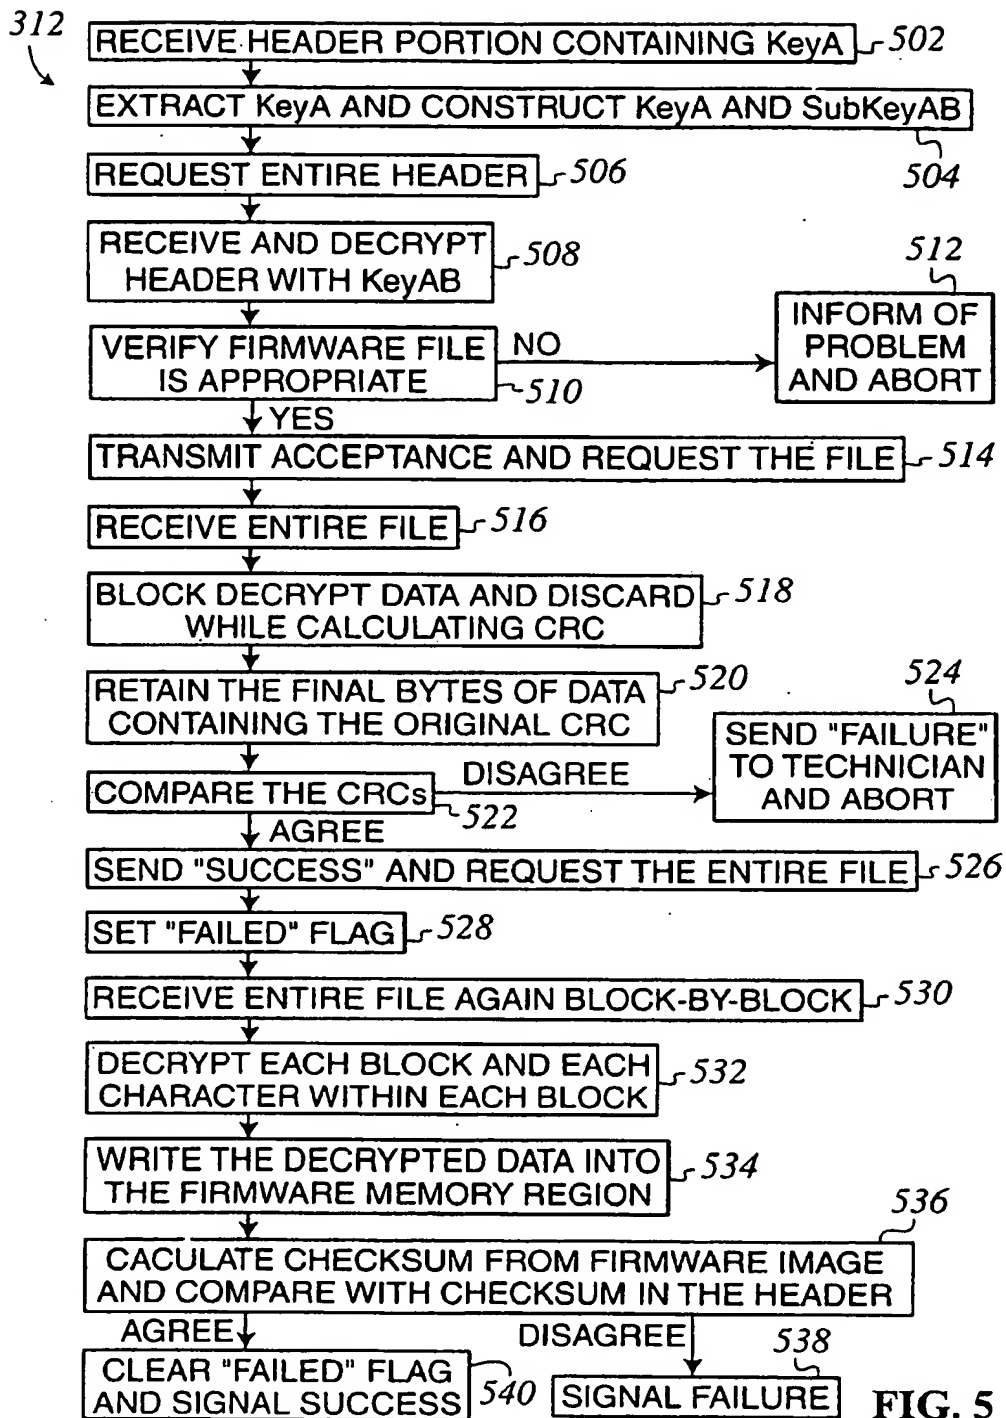 312
RECEIVE HEADER PORTION CONTAINING KeyA
502
EXTRACT KeyA AND CONSTRUCT KeyA AND SubKeyAB
504
REQUEST ENTIRE HEADER
506
RECEIVE AND DECRYPT
HEADER WITH KeyAB
508
512
INFORM OF
PROBLEM
AND ABORT
VERIFY FIRMWARE FILE
IS APPROPRIATE
NO
510
YES
TRANSMIT ACCEPTANCE AND REQUEST THE FILE
514
RECEIVE ENTIRE FILE
516
BLOCK DECRYPT DATA AND DISCARD
WHILE CALCULATING CRC
518
RETAIN THE FINAL BYTES OF DATA
CONTAINING THE ORIGINAL CRC
520
524
SEND "FAILURE"
TO TECHNICIAN
AND ABORT
COMPARE THE CRCs
DISAGREE
522
AGREE
SEND "SUCCESS" AND REQUEST THE ENTIRE FILE
526
SET "FAILED" FLAG
528
RECEIVE ENTIRE FILE AGAIN BLOCK-BY-BLOCK
530
DECRYPT EACH BLOCK AND EACH
CHARACTER WITHIN EACH BLOCK
532
WRITE THE DECRYPTED DATA INTO
THE FIRMWARE MEMORY REGION
534
536
CACULATE CHECKSUM FROM FIRMWARE IMAGE
AND COMPARE WITH CHECKSUM IN THE HEADER
AGREE
DISAGREE
538
CLEAR "FAILED" FLAG
AND SIGNAL SUCCESS
540
SIGNAL FAILURE
FIG. 5